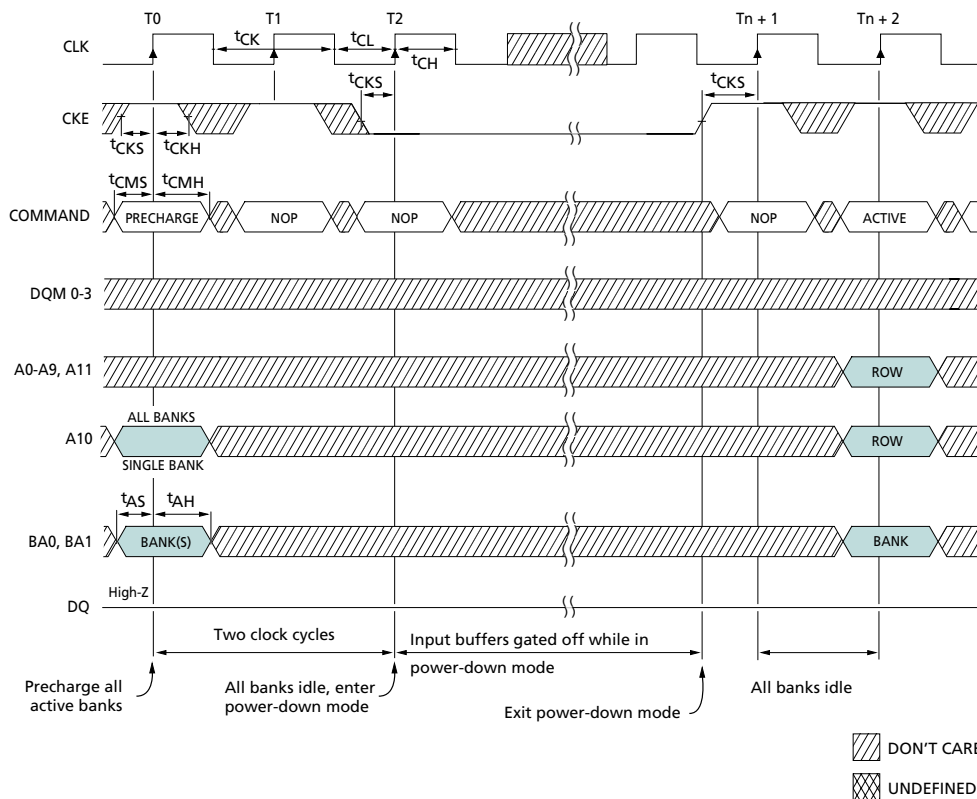 T0 T1 T2 Tn + 1 Tn + 2
CLK
tCK tCL
tCH
tCKS tCKS
CKE
tCKS tCKH
tCMS tCMH
COMMAND PRECHARGE NOP NOP NOP ACTIVE
DQM 0-3
A0-A9, A11 ROW
ALL BANKS
A10 ROW
SINGLE BANK
tAS tAH
BA0, BA1 BANK(S) BANK
High-Z
DQ
Two clock cycles
Input buffers gated off while in
power-down mode
Precharge all
active banks
All banks idle, enter
power-down mode
Exit power-down mode
All banks idle
DON'T CARE
UNDEFINED